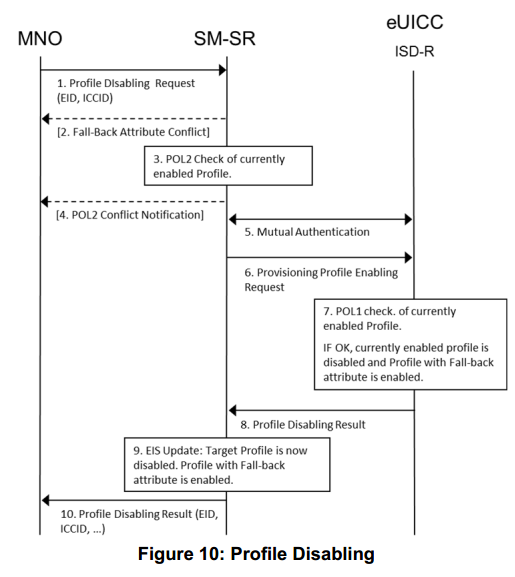 MNO
SM-SR
eUICC
ISD-R
1. Profile DIsabling Request
(EID, ICCID)
[2. Fall-Back Attribute Conflict]
3. POL2 Check of currently
enabled Profile.
[4. POL2 Conflict Notification]
5. Mutual Authentication
6. Provisioning Profile Enabling
Request
7. POL1 check. of currently
enabled Profile.
IF OK, currently enabled profile is
disabled and Profile with Fall-back
attribute is enabled.
8. Profile Disabling Result
9. EIS Update: Target Profile is now
disabled. Profile with Fall-back
attribute is enabled.
10. Profile Disabling Result (EID,
ICCID, ...)
Figure 10: Profile Disabling